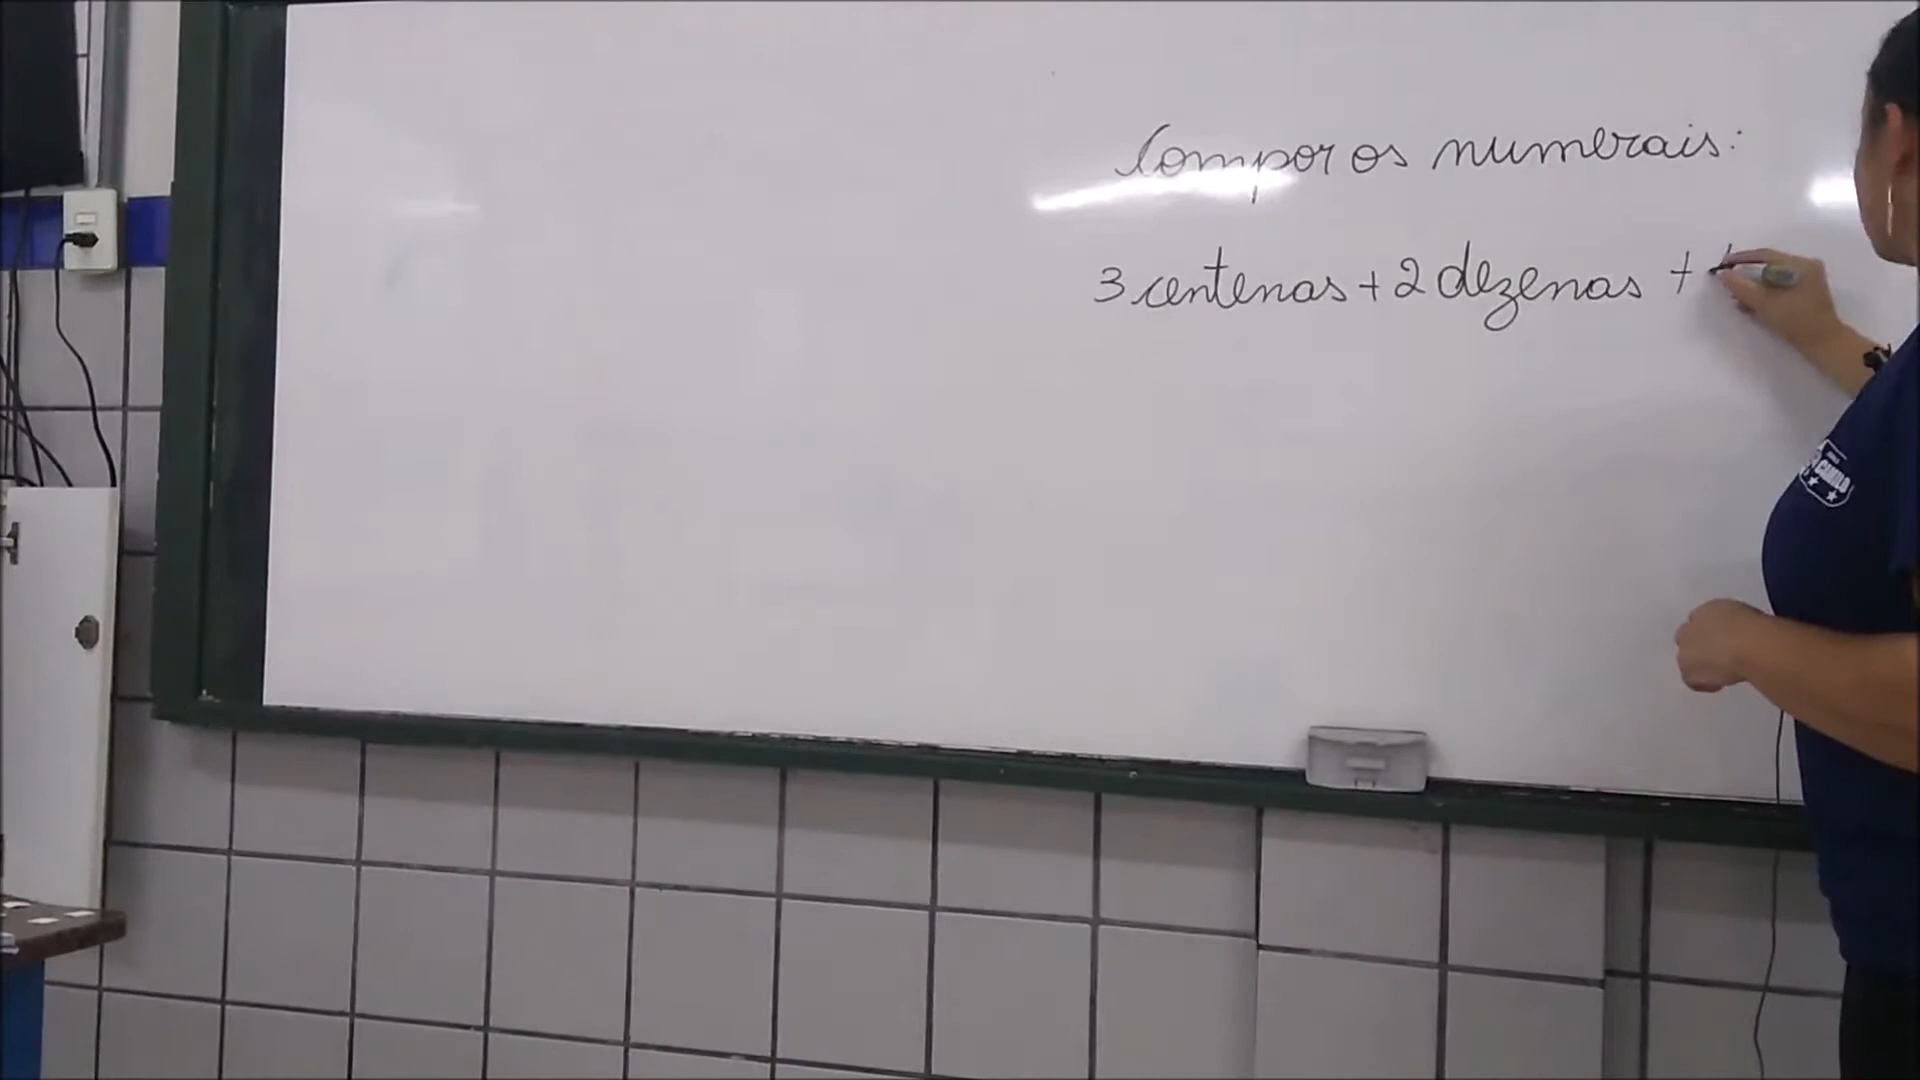 Compor os numerais:
3 centenas + 2 dezenas +